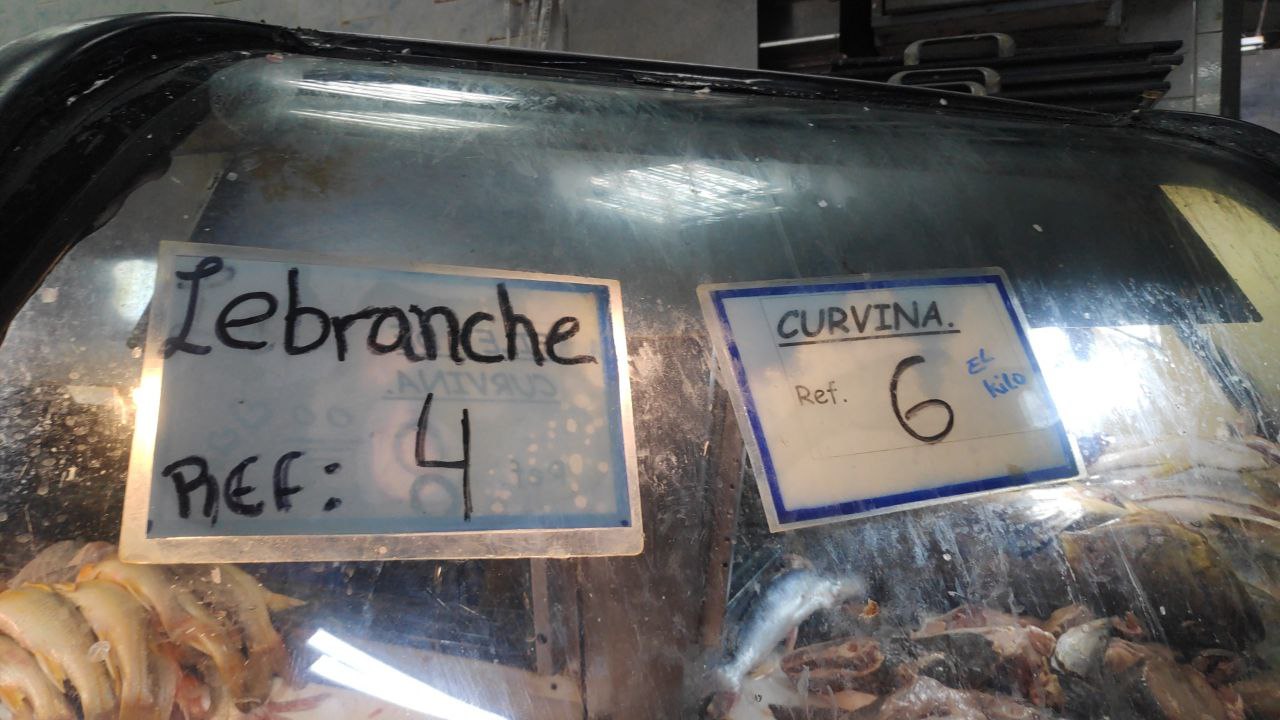 Lebranche
REF: 4
CURVINA.
Ref. 6 EL kilo